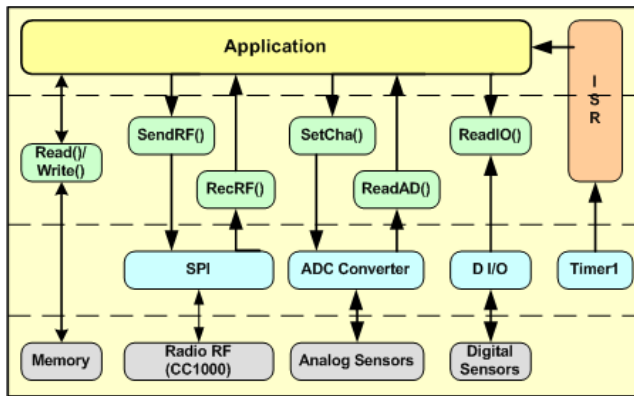 Application
I
S
R
SendRF()
SetCha()
ReadIO()
Read()/
Write()
RecRF()
ReadAD()
SPI
ADC Converter
D I/O
Timer1
Memory
Radio RF
(CC1000)
Analog Sensors
Digital
Sensors